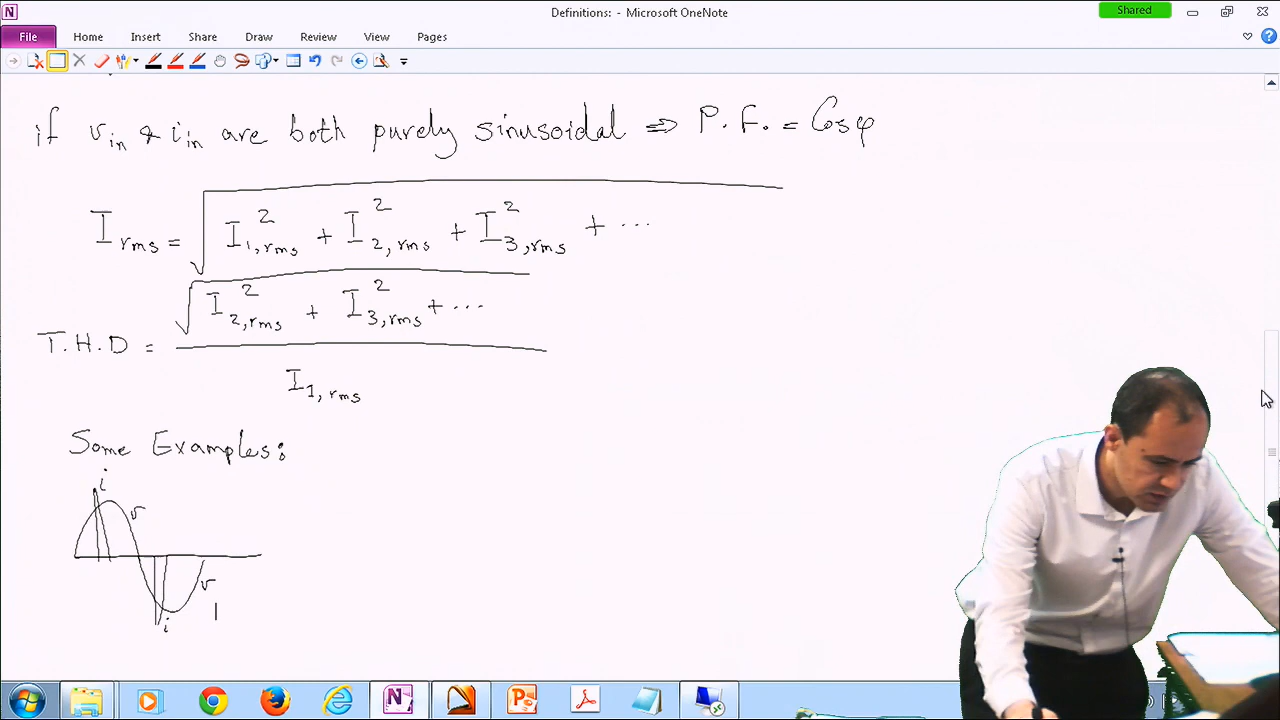 Definitions: - Microsoft OneNote
Shared
File Home Insert Share Draw Review View Pages
if v_in & i_in are both purely sinusoidal ⇒ P.F. = Cosφ
I_rms = √(I²_1,rms + I²_2,rms + I²_3,rms + ...)
T.H.D = √(I²_2,rms + I²_3,rms + ...) / I_1,rms
Some Examples:
i
v
v
i